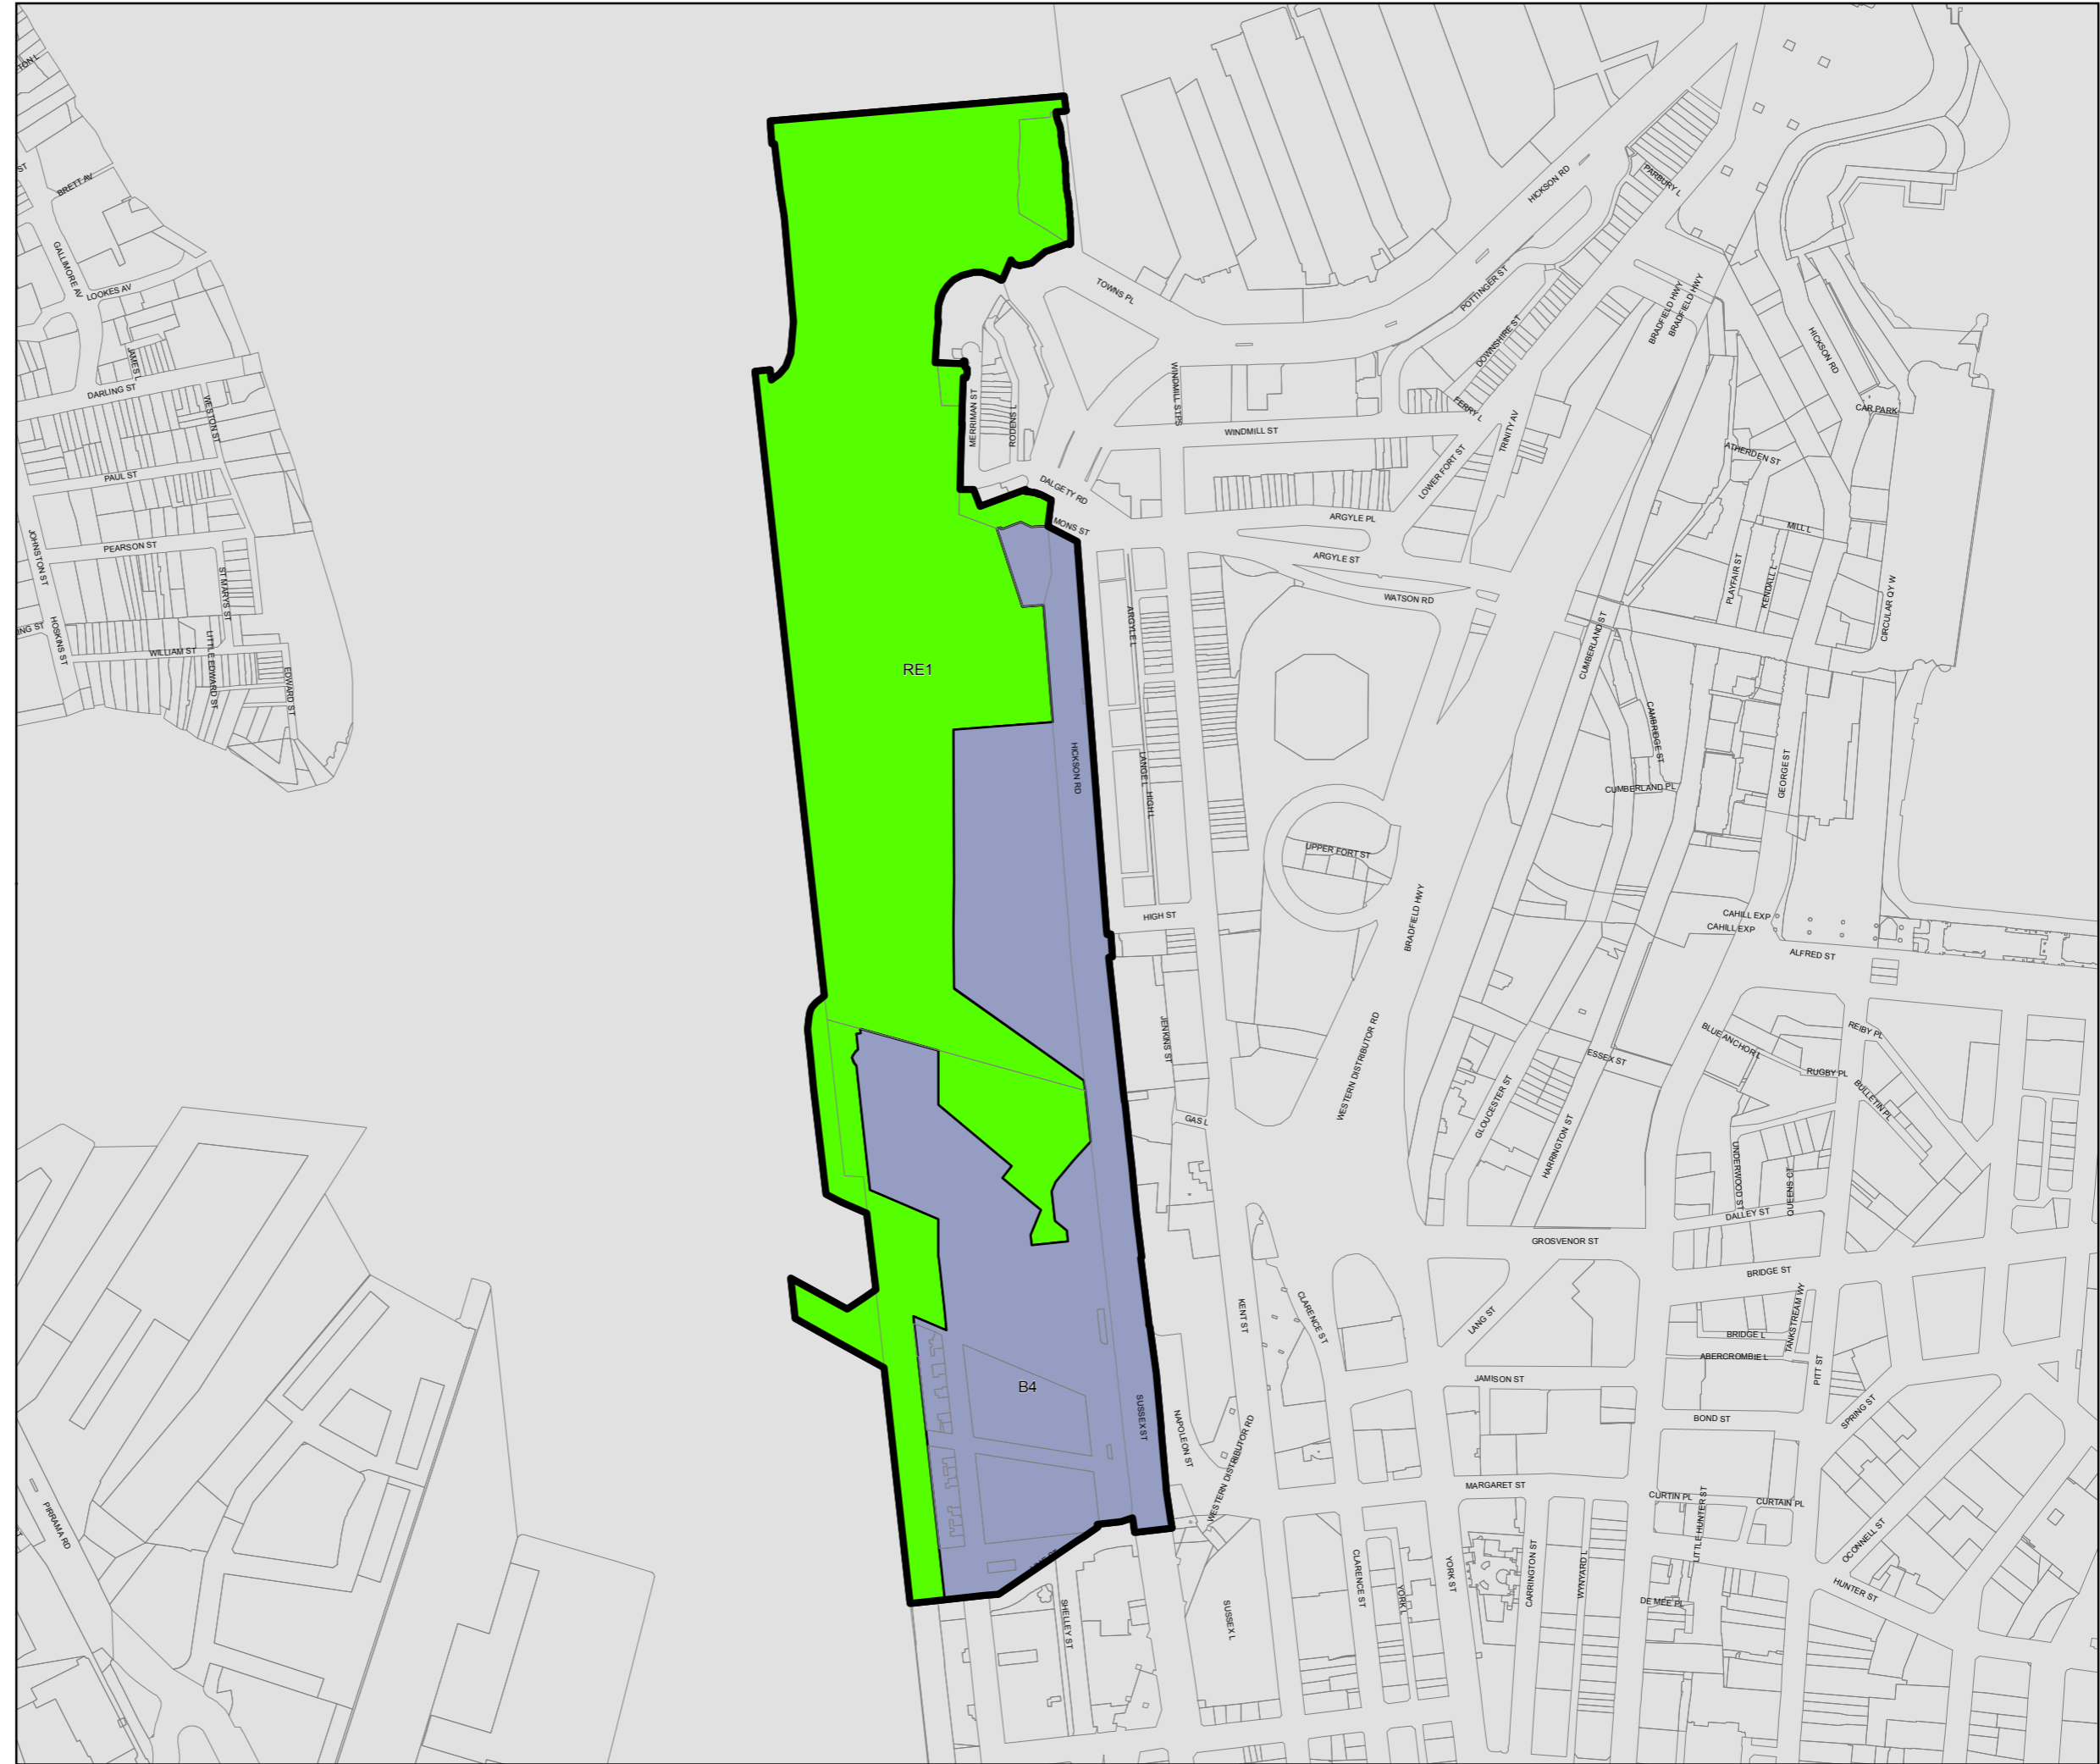 BRETT AV
GALLIMORE AV
LOOKES AV
JAMES L
DARLING ST
WESTON ST
PAUL ST
JOHNSTON ST
PEARSON ST
ST MARYS ST
HOSKINS ST
WILLIAM ST
LITTLE EDWARD ST
EDWARD ST
PIRRAMA RD
RE1
B4
HICKSON RD
PARBURY L
TOWNS PL
POTTINGER ST
DOWNSHIRE ST
BRADFIELD HWY
BRADFIELD HWY
HICKSON RD
CAR PARK
MERRIMAN ST
RODENS L
WINDMILL STPS
WINDMILL ST
FERRY L
TRINITY AV
LOWER FORT ST
ATHERDEN ST
DALGETY RD
MONS ST
ARGYLE PL
ARGYLE ST
WATSON RD
MILL L
PLAYFAIR ST
KENDALL L
CIRCULAR QY W
ARGYLE L
CUMBERLAND ST
CAMBRIDGE ST
CUMBERLAND PL
GEORGE ST
HICKSON RD
LANGE L
HIGH L
UPPER FORT ST
HIGH ST
BRADFIELD HWY
CAHILL EXP
CAHILL EXP
ALFRED ST
JENKINS ST
WESTERN DISTRIBUTOR RD
GAS L
ESSEX ST
BLUE ANCHOR L
REIBY PL
RUGBY PL
BULLETIN PL
GLOUCESTER ST
HARRINGTON ST
UNDERWOOD ST
QUEENS CT
DALLEY ST
GROSVENOR ST
BRIDGE ST
KENT ST
CLARENCE ST
LANG ST
TANKSTREAM WY
BRIDGE L
ABERCROMBIE L
PITT ST
JAMISON ST
BOND ST
SPRING ST
SUSSEX ST
NAPOLEON ST
WESTERN DISTRIBUTOR RD
MARGARET ST
CURTIN PL
CURTAIN PL
LITTLE HUNTER ST
OCONNELL ST
HUNTER ST
SHELLEY ST
SUSSEX L
CLARENCE ST
YORK L
YORK ST
CARRINGTON ST
WYNYARD L
DE MEE PL